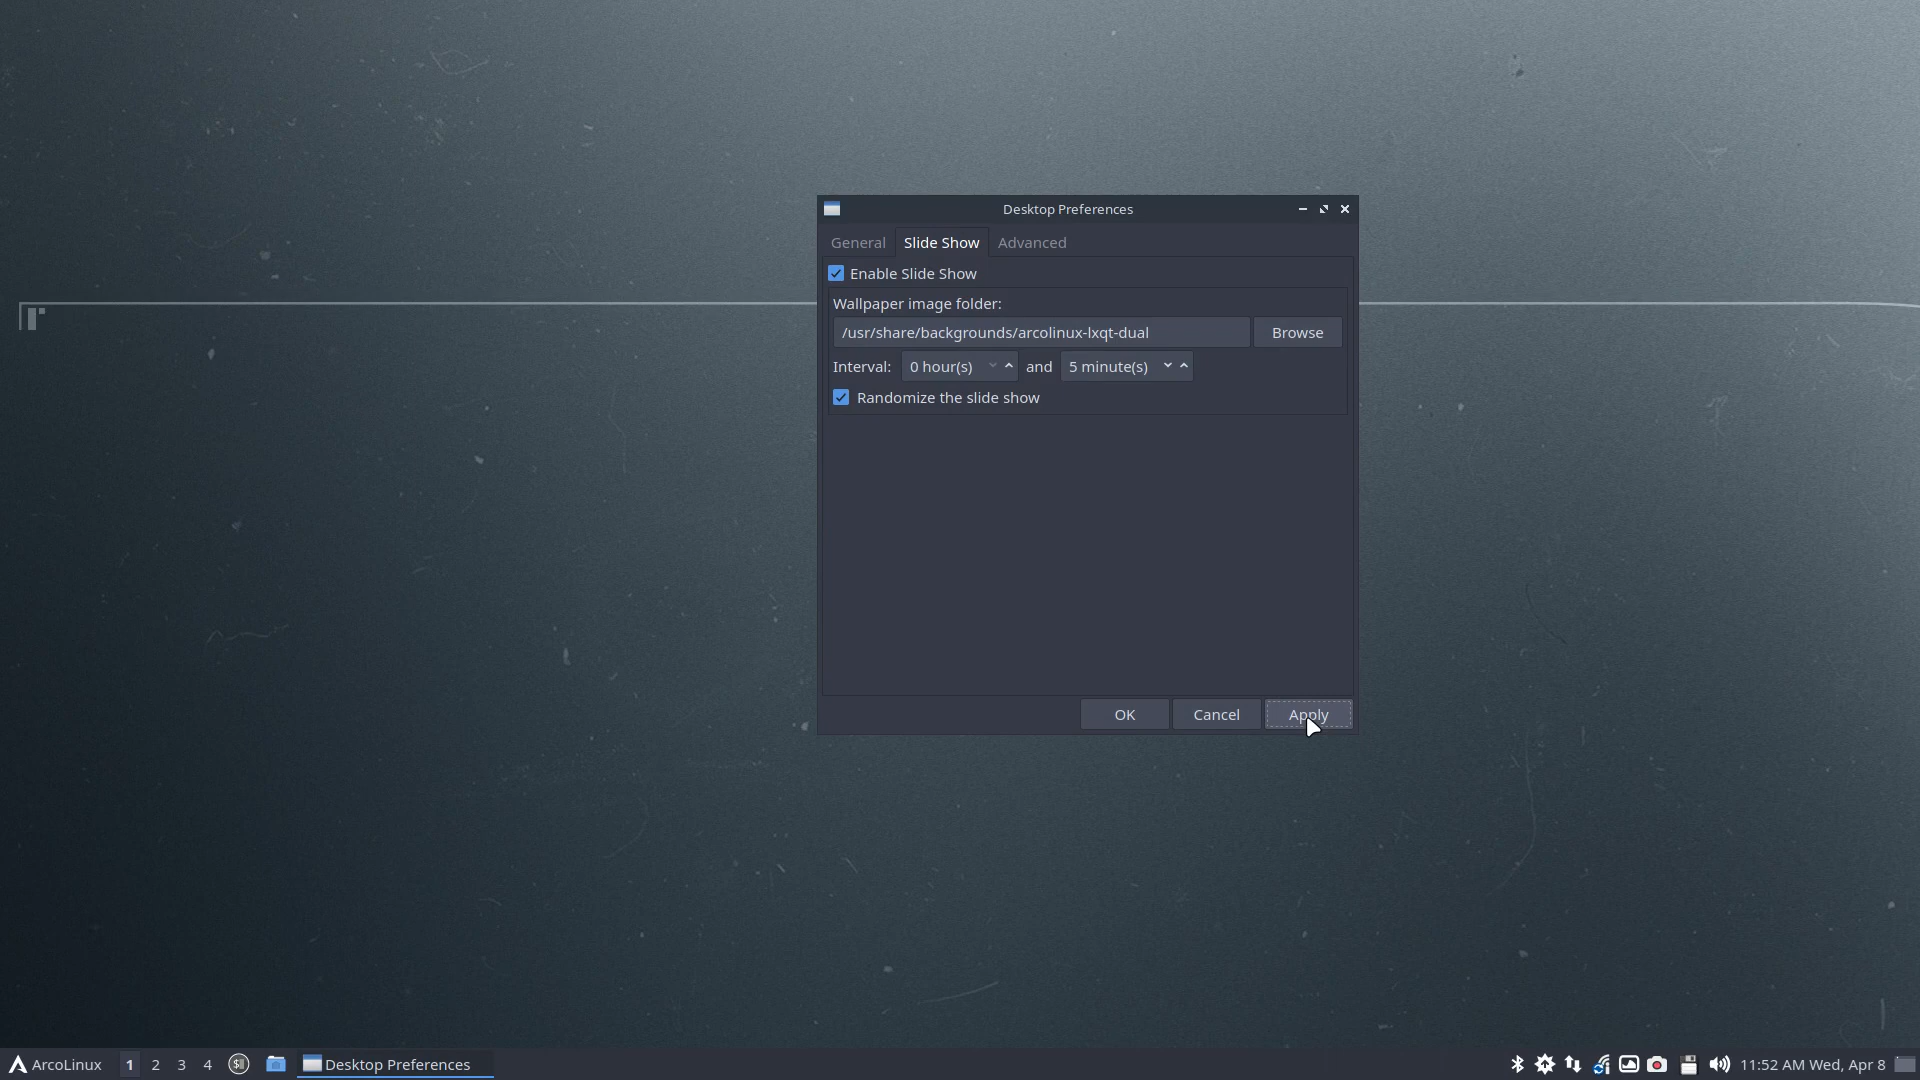 Desktop Preferences
General Slide Show Advanced
Enable Slide Show
Wallpaper image folder:
/usr/share/backgrounds/arcolinux-lxqt-dual Browse
Interval: 0 hour(s) and 5 minute(s)
Randomize the slide show
OK Cancel Apply
ArcoLinux 1 2 3 4 $ Desktop Preferences 11:52 AM Wed, Apr 8